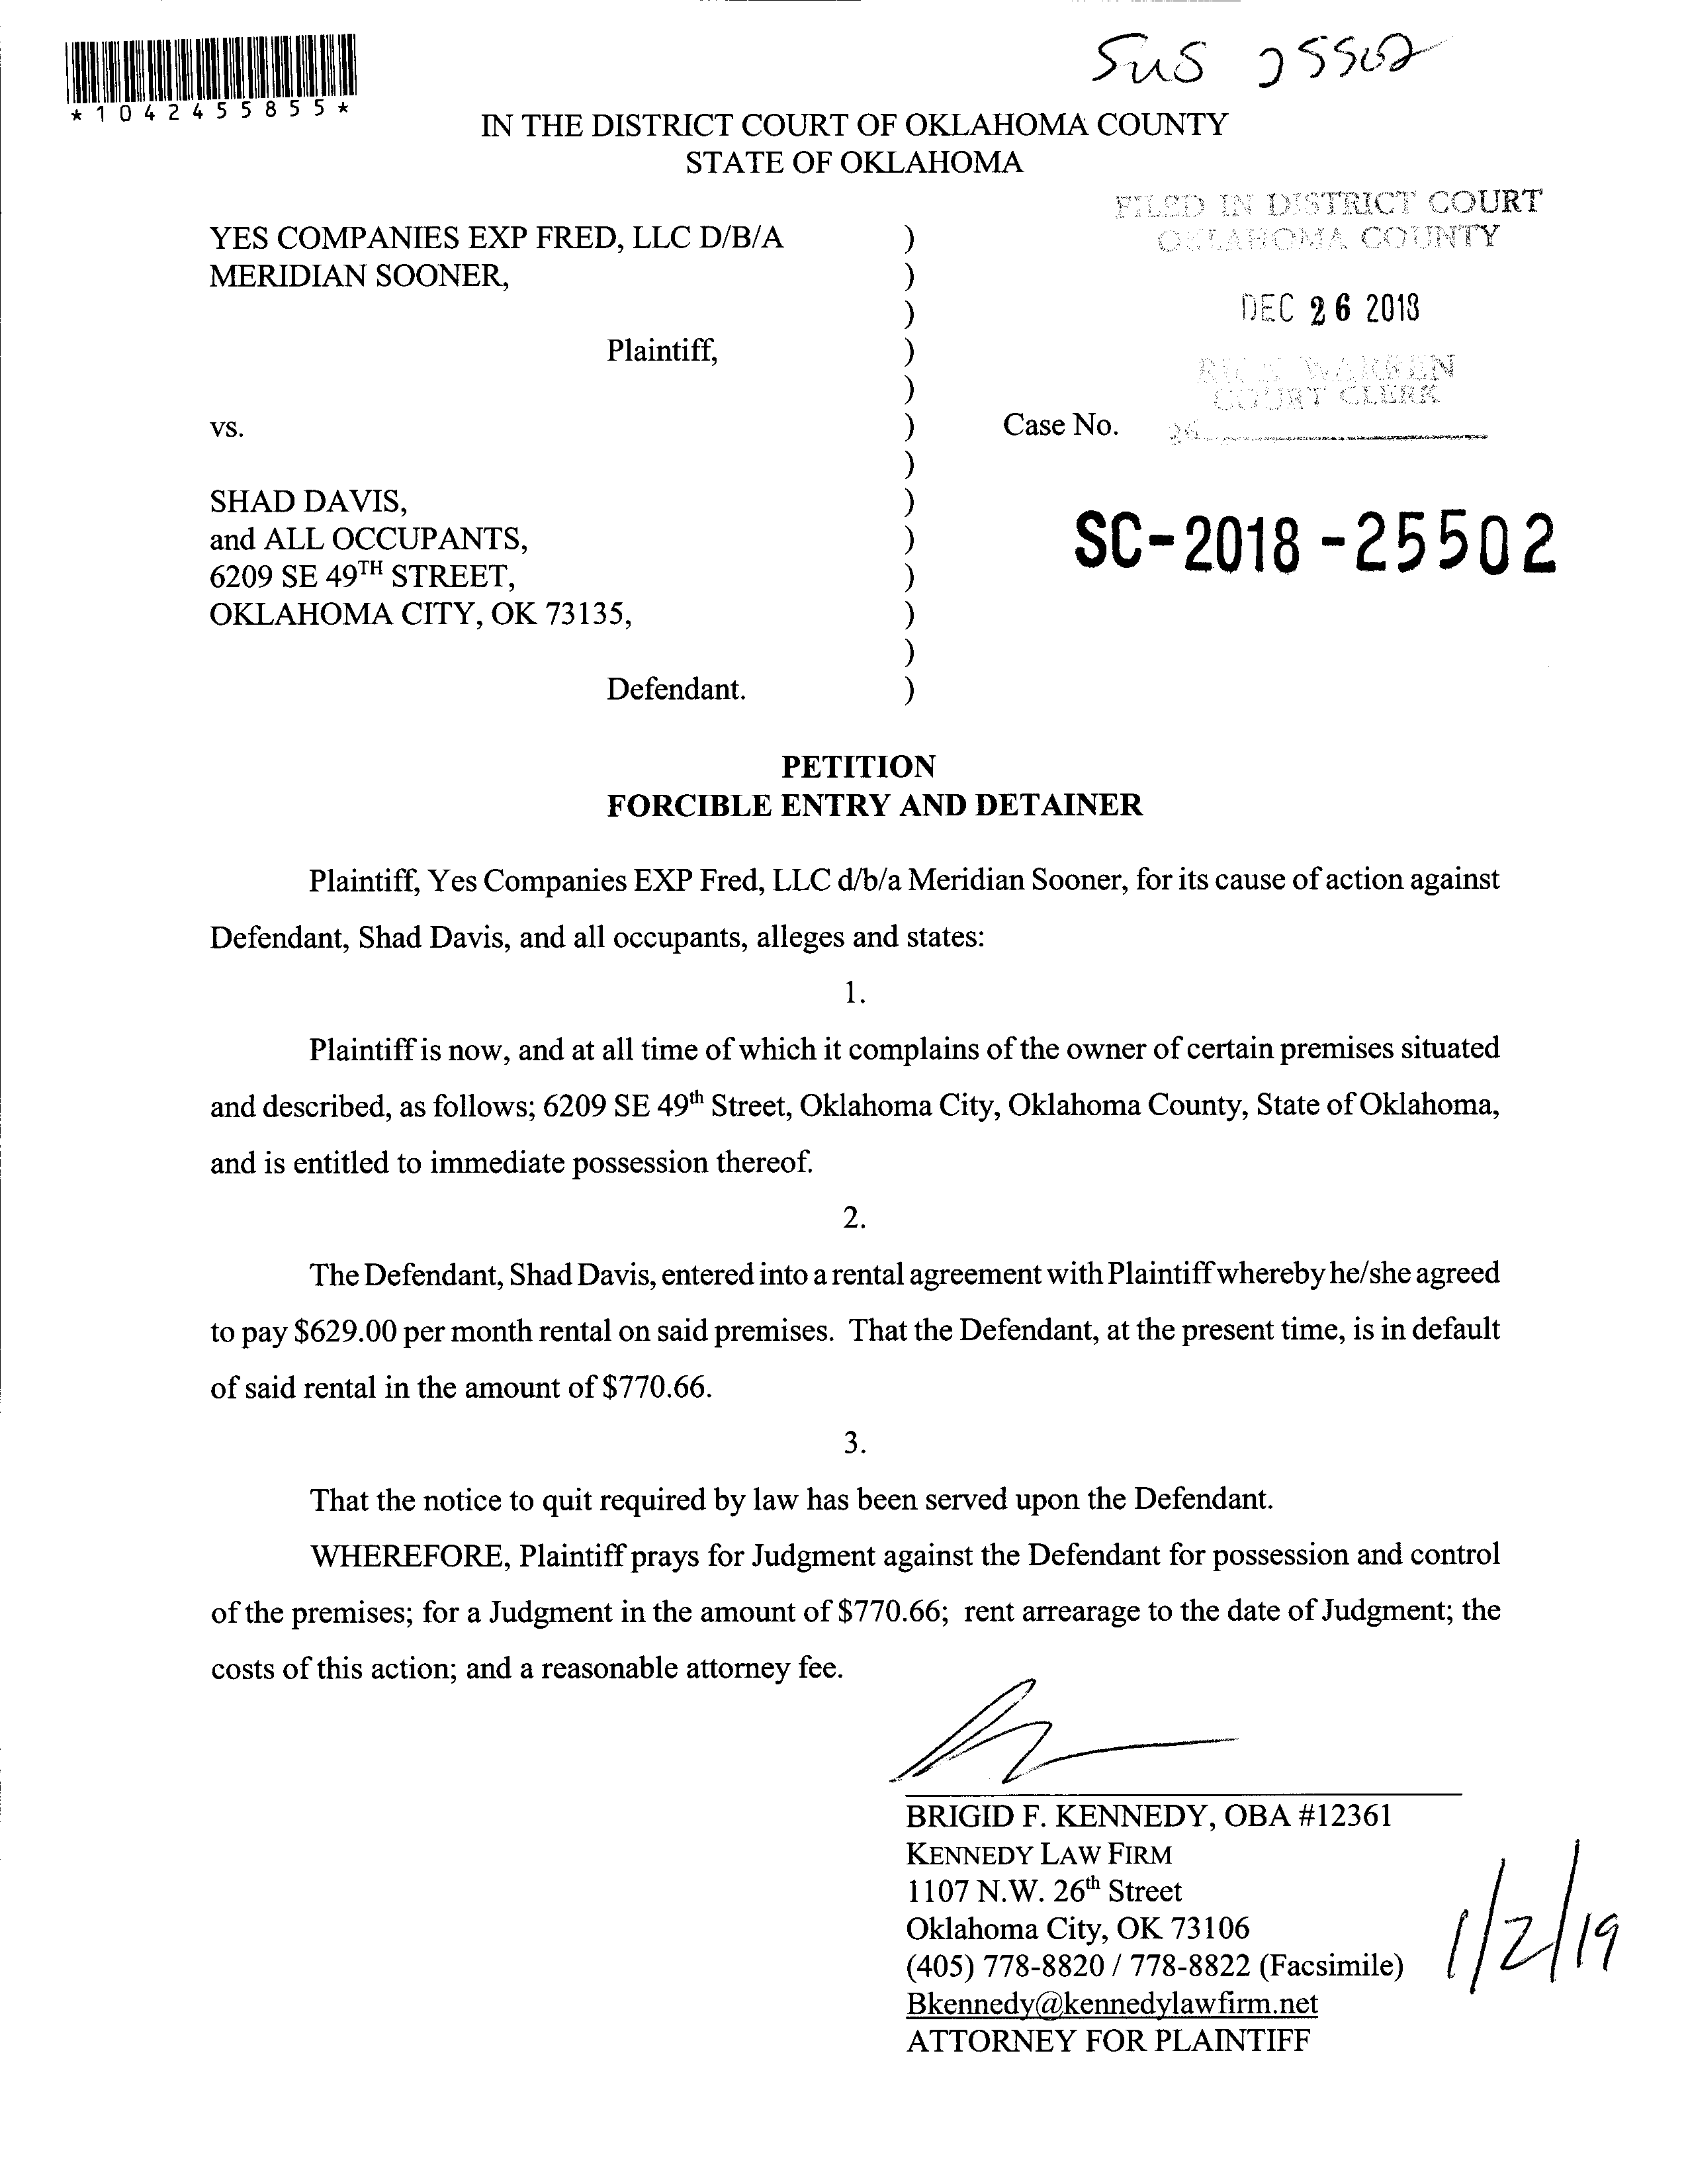 SuS 25502
*1042455855*
IN THE DISTRICT COURT OF OKLAHOMA COUNTY
STATE OF OKLAHOMA
FILED IN DISTRICT COURT
OKLAHOMA COUNTY
DEC 26 2018
RICK WARREN
COURT CLERK
YES COMPANIES EXP FRED, LLC D/B/A )
MERIDIAN SOONER, )
)
Plaintiff, )
)
vs. ) Case No.
)
SHAD DAVIS, )
and ALL OCCUPANTS, )
6209 SE 49TH STREET, )
OKLAHOMA CITY, OK 73135, )
)
Defendant. )
SC-2018-25502
PETITION
FORCIBLE ENTRY AND DETAINER
Plaintiff, Yes Companies EXP Fred, LLC d/b/a Meridian Sooner, for its cause of action against
Defendant, Shad Davis, and all occupants, alleges and states:
1.
Plaintiff is now, and at all time of which it complains of the owner of certain premises situated
and described, as follows; 6209 SE 49th Street, Oklahoma City, Oklahoma County, State of Oklahoma,
and is entitled to immediate possession thereof.
2.
The Defendant, Shad Davis, entered into a rental agreement with Plaintiff whereby he/she agreed
to pay $629.00 per month rental on said premises. That the Defendant, at the present time, is in default
of said rental in the amount of $770.66.
3.
That the notice to quit required by law has been served upon the Defendant.
WHEREFORE, Plaintiff prays for Judgment against the Defendant for possession and control
of the premises; for a Judgment in the amount of $770.66; rent arrearage to the date of Judgment; the
costs of this action; and a reasonable attorney fee.
BRIGID F. KENNEDY, OBA #12361
KENNEDY LAW FIRM
1107 N.W. 26th Street
Oklahoma City, OK 73106
(405) 778-8820 / 778-8822 (Facsimile)
Bkennedy@kennedylawfirm.net
ATTORNEY FOR PLAINTIFF
1/2/19